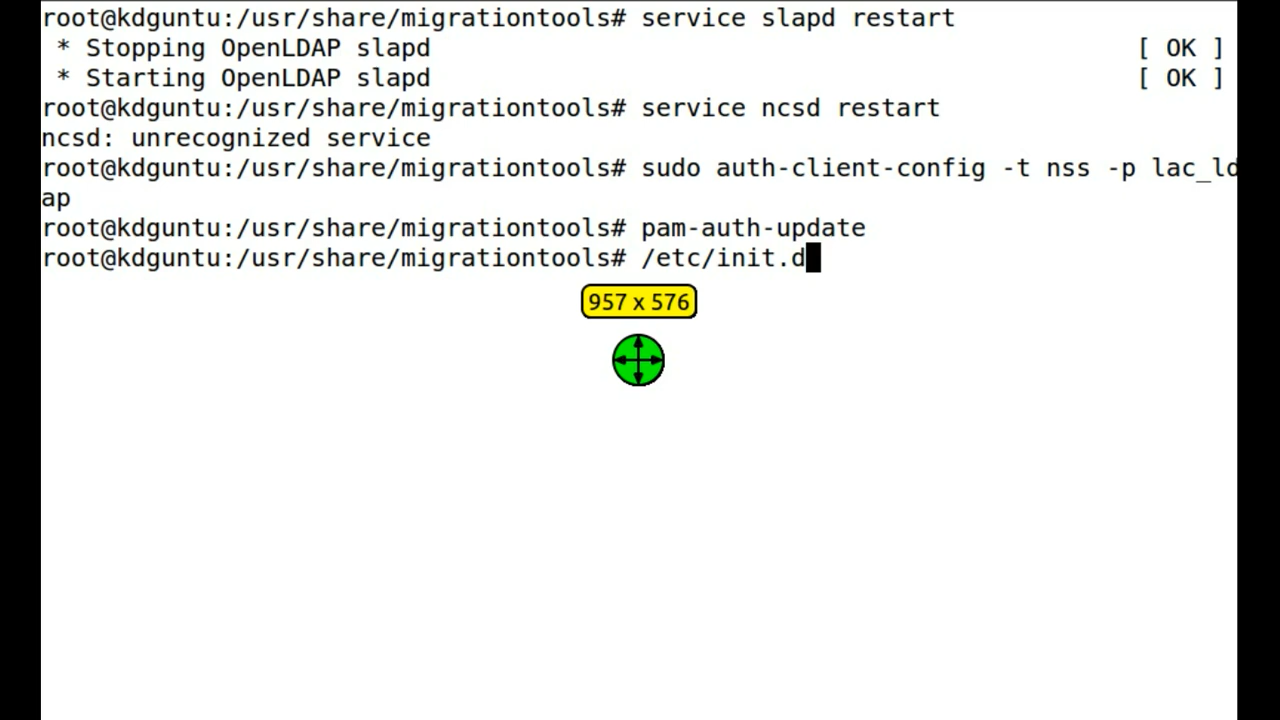 root@kdguntu:/usr/share/migrationtools# service slapd restart
 * Stopping OpenLDAP slapd [ OK ]
 * Starting OpenLDAP slapd [ OK ]
root@kdguntu:/usr/share/migrationtools# service ncsd restart
ncsd: unrecognized service
root@kdguntu:/usr/share/migrationtools# sudo auth-client-config -t nss -p lac_ld
ap
root@kdguntu:/usr/share/migrationtools# pam-auth-update
root@kdguntu:/usr/share/migrationtools# /etc/init.d
957 x 576